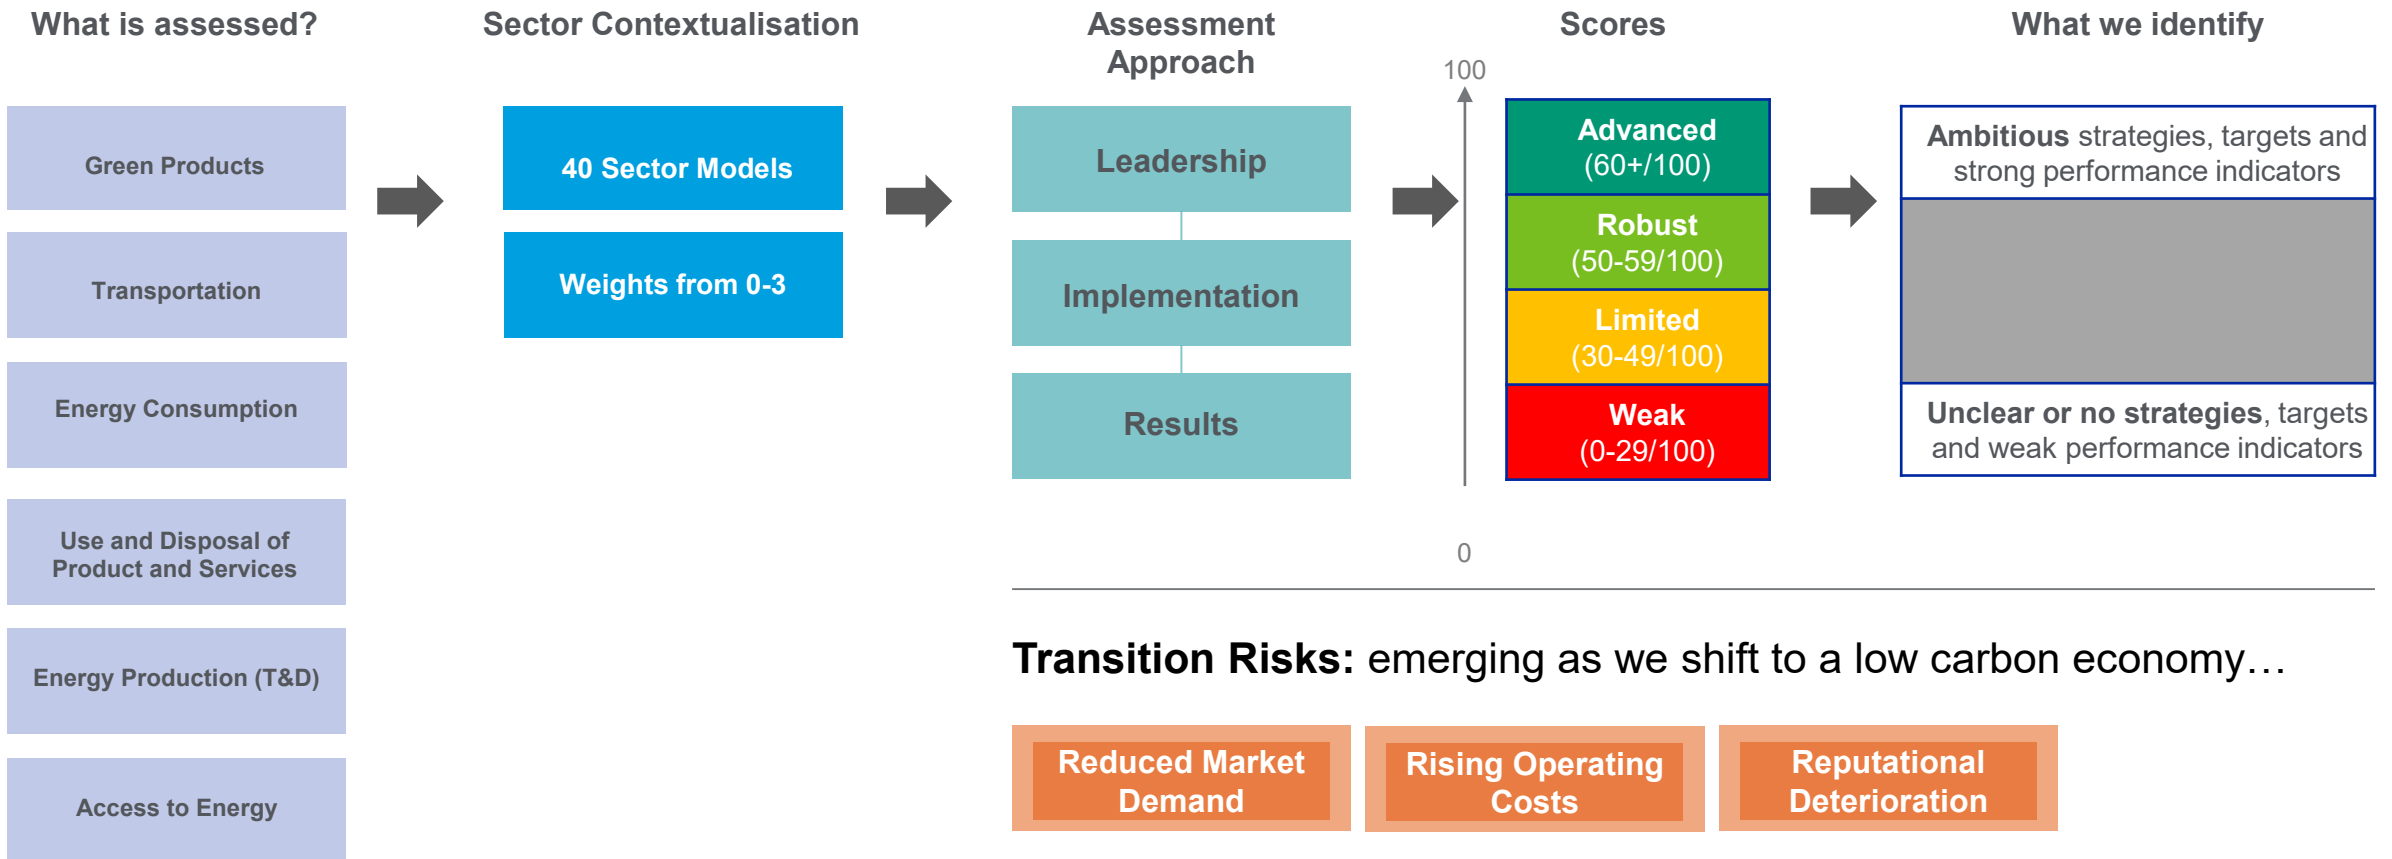 What is assessed?
Green Products
Transportation
Energy Consumption
Use and Disposal of
Product and Services
Energy Production (T&D)
Access to Energy
Sector Contextualisation
40 Sector Models
Weights from 0-3
Assessment
Approach
Leadership
Implementation
Results
Scores
100
0
Advanced
(60+/100)
Robust
(50-59/100)
Limited
(30-49/100)
Weak
(0-29/100)
What we identify
Ambitious strategies, targets and
strong performance indicators
Unclear or no strategies, targets
and weak performance indicators
Transition Risks: emerging as we shift to a low carbon economy…
Reduced Market
Demand
Rising Operating
Costs
Reputational
Deterioration